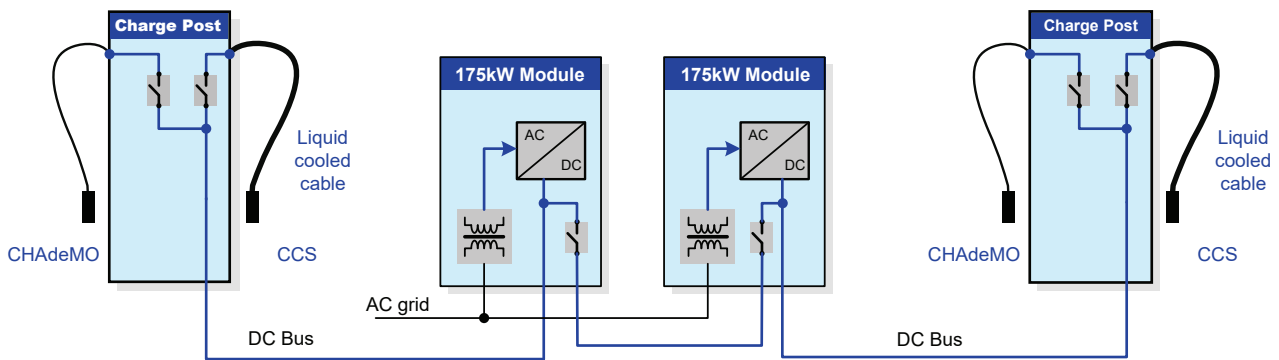 Charge Post
Liquid
cooled
cable
CHAdeMO
CCS
175kW Module
AC
DC
175kW Module
AC
DC
AC grid
DC Bus
DC Bus
Charge Post
Liquid
cooled
cable
CHAdeMO
CCS